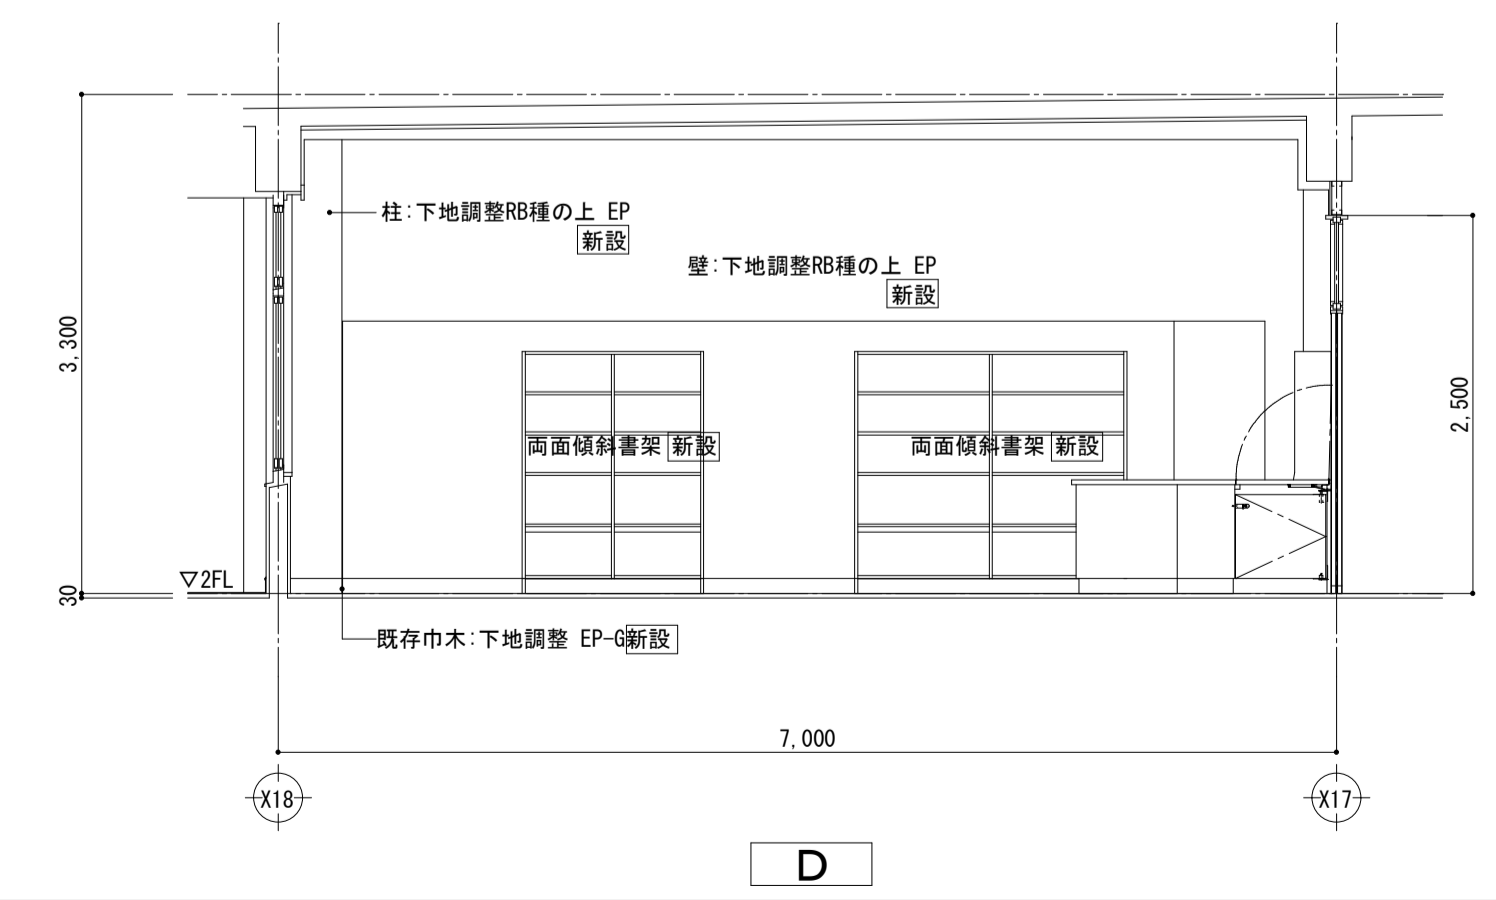 柱:下地調整RB種の上 EP
新設
壁:下地調整RB種の上 EP
新設
3,300
2,500
両面傾斜書架 新設
両面傾斜書架 新設
▽2FL
30
既存巾木:下地調整 EP-G新設
7,000
X18
X17
D